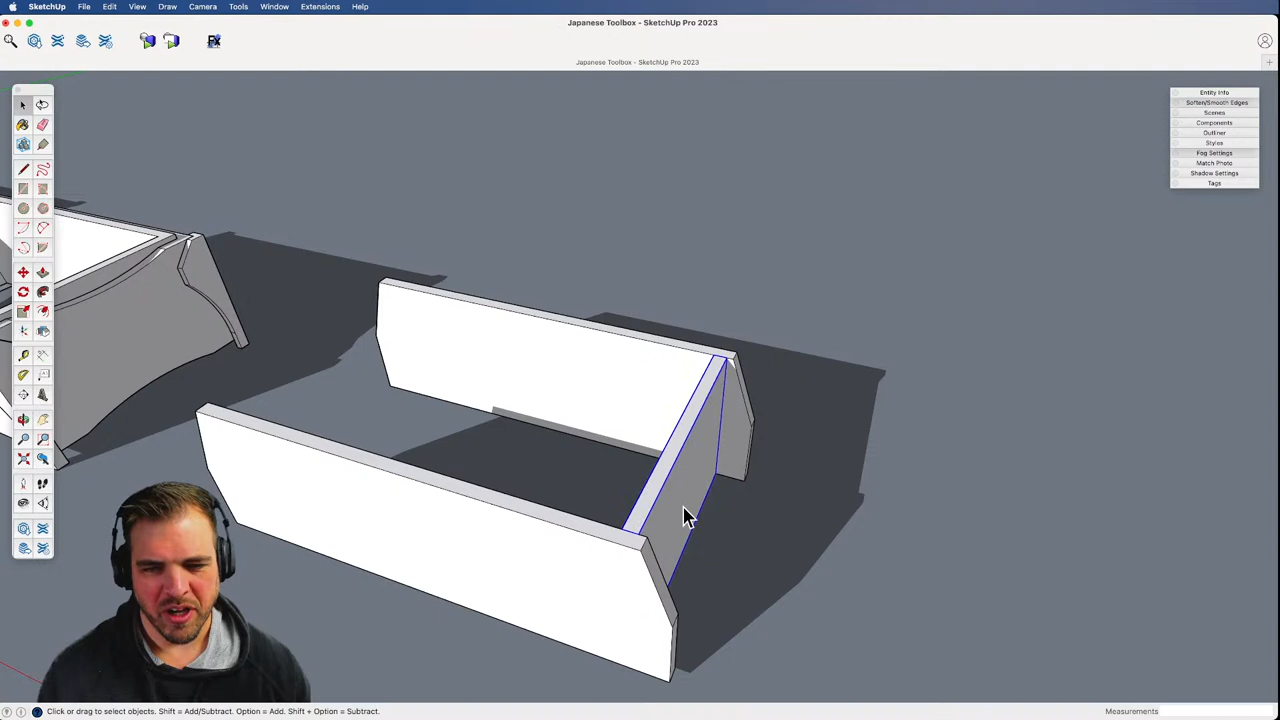 SketchUp File Edit View Draw Camera Tools Window Extensions Help
Japanese Toolbox - SketchUp Pro 2023
Japanese Toolbox - SketchUp Pro 2023
Entity Info
Soften/Smooth Edges
Scenes
Components
Outliner
Styles
Fog Settings
Match Photo
Shadow Settings
Tags
Click or drag to select objects. Shift = Add/Subtract. Option = Add. Shift + Option = Subtract.
Measurements